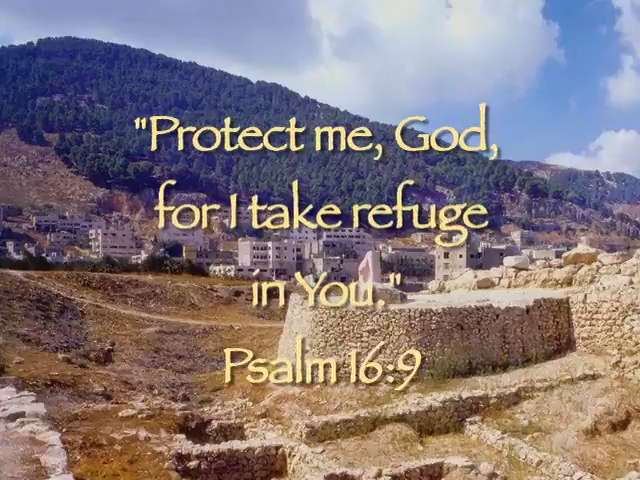 "Protect me, God,
for I take refuge
in You."
Psalm 16:9